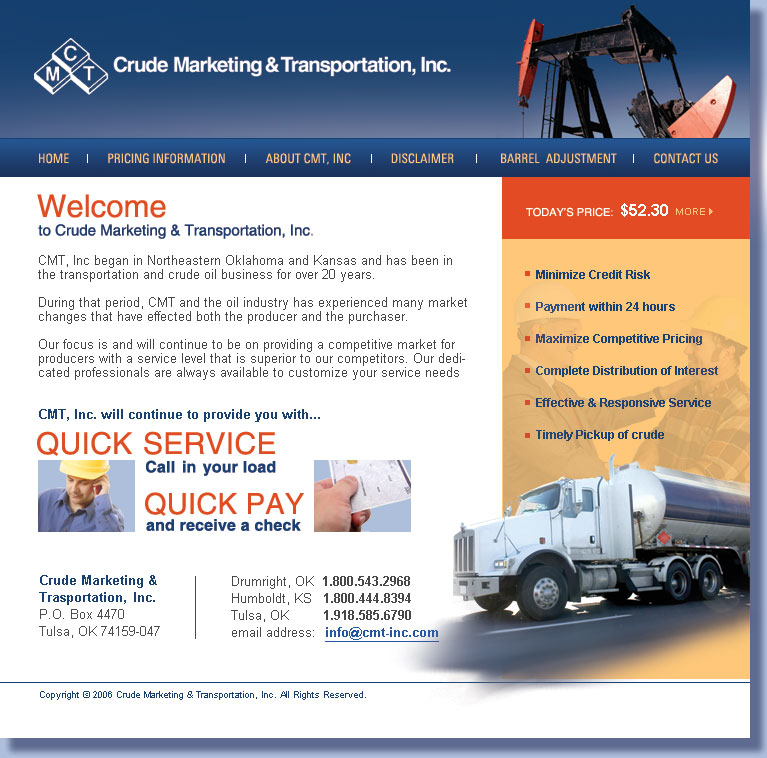 C
M T
Crude Marketing & Transportation, Inc.
HOME PRICING INFORMATION ABOUT CMT, INC DISCLAIMER BARREL ADJUSTMENT CONTACT US
Welcome
to Crude Marketing & Transportation, Inc.
CMT, Inc began in Northeastern Oklahoma and Kansas and has been in
the transportation and crude oil business for over 20 years.
During that period, CMT and the oil industry has experienced many market
changes that have effected both the producer and the purchaser.
Our focus is and will continue to be on providing a competitive market for
producers with a service level that is superior to our competitors. Our dedi-
cated professionals are always available to customize your service needs
CMT, Inc. will continue to provide you with...
QUICK SERVICE
Call in your load
QUICK PAY
and receive a check
TODAY'S PRICE: $52.30 MORE
Minimize Credit Risk
Payment within 24 hours
Maximize Competitive Pricing
Complete Distribution of Interest
Effective & Responsive Service
Timely Pickup of crude
Crude Marketing &
Trasportation, Inc.
P.O. Box 4470
Tulsa, OK 74159-047
Drumright, OK 1.800.543.2968
Humboldt, KS 1.800.444.8394
Tulsa, OK 1.918.585.6790
email address: info@cmt-inc.com
Copyright © 2006 Crude Marketing & Transportation, Inc. All Rights Reserved.